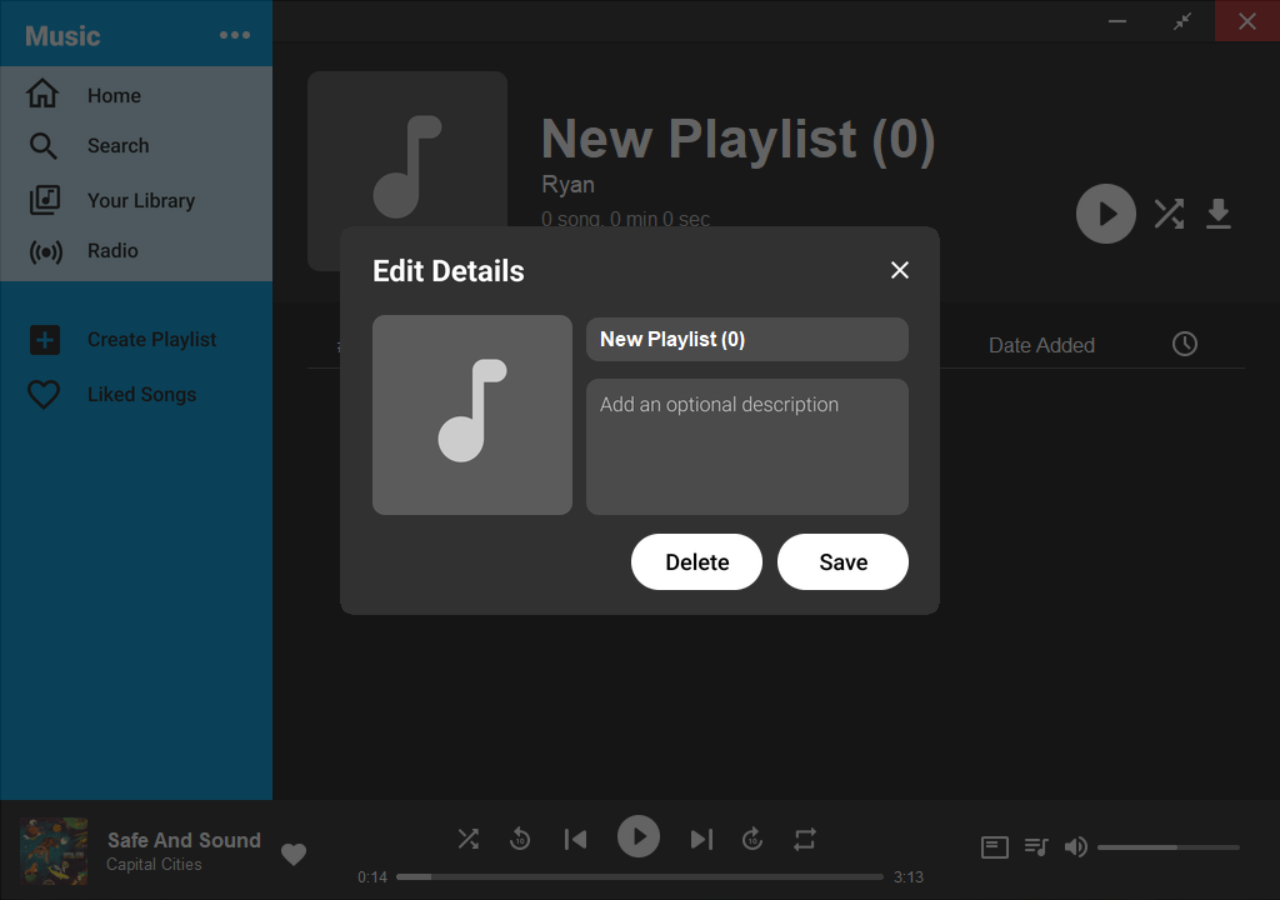 Music
Home
Search
Your Library
Radio
Create Playlist
Liked Songs
New Playlist (0)
Ryan
0 song, 0 min 0 sec
Edit Details
New Playlist (0)
Add an optional description
Delete
Save
Date Added
Safe And Sound
Capital Cities
10
10
0:14
3:13